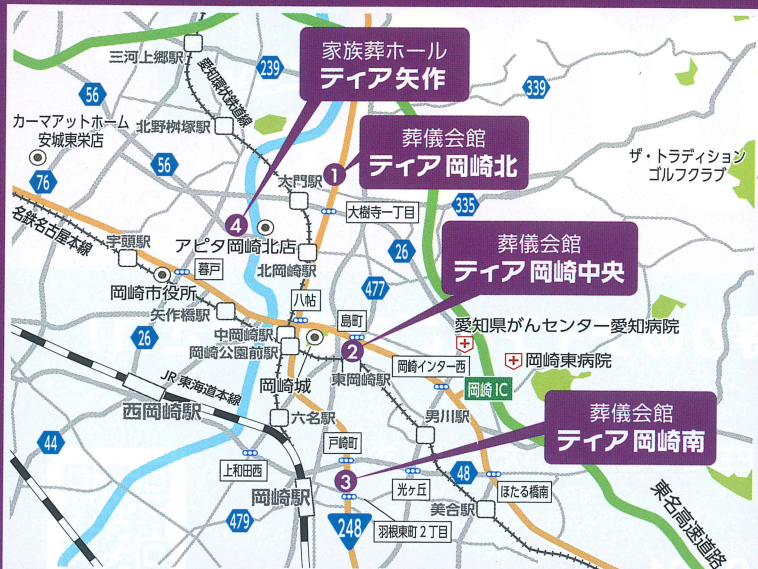 家族葬ホール
ティア矢作
葬儀会館
ティア岡崎北
葬儀会館
ティア岡崎中央
葬儀会館
ティア岡崎南
三河上郷駅
愛知環状鉄道線
239
339
56
カーマアットホーム
安城東栄店
北野桝塚駅
56
76
大門駅
1
ザ・トラディション
ゴルフクラブ
335
大樹寺一丁目
4
アピタ岡崎北店
名鉄名古屋本線
宇頭駅
北岡崎駅
26
暮戸
岡崎市役所
477
八帖
島町
矢作橋駅
中岡崎駅
岡崎公園前駅
愛知県がんセンター愛知病院
26
2
岡崎東病院
岡崎インター西
岡崎城
東岡崎駅
岡崎IC
JR東海道本線
西岡崎駅
六名駅
男川駅
戸崎町
44
上和田西
48
岡崎駅
3
光ヶ丘
ほたる橋南
美合駅
東名高速道路
479
248
羽根東町2丁目